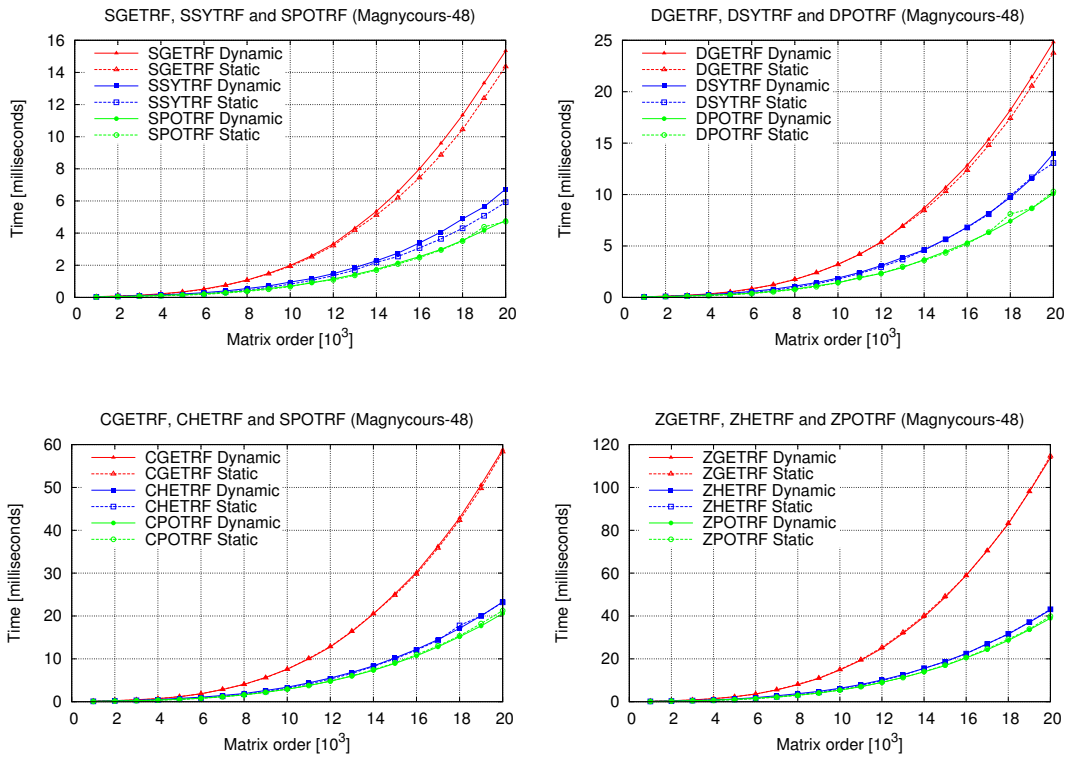 SGETRF, SSYTRF and SPOTRF (Magnycours-48)
16
14
12
10
8
6
4
2
0
Time [milliseconds]
SGETRF Dynamic
SGETRF Static
SSYTRF Dynamic
SSYTRF Static
SPOTRF Dynamic
SPOTRF Static
0 2 4 6 8 10 12 14 16 18 20
Matrix order [10^3]
DGETRF, DSYTRF and DPOTRF (Magnycours-48)
25
20
15
10
5
0
Time [milliseconds]
DGETRF Dynamic
DGETRF Static
DSYTRF Dynamic
DSYTRF Static
DPOTRF Dynamic
DPOTRF Static
0 2 4 6 8 10 12 14 16 18 20
Matrix order [10^3]
CGETRF, CHETRF and SPOTRF (Magnycours-48)
60
50
40
30
20
10
0
Time [milliseconds]
CGETRF Dynamic
CGETRF Static
CHETRF Dynamic
CHETRF Static
CPOTRF Dynamic
CPOTRF Static
0 2 4 6 8 10 12 14 16 18 20
Matrix order [10^3]
ZGETRF, ZHETRF and ZPOTRF (Magnycours-48)
120
100
80
60
40
20
0
Time [milliseconds]
ZGETRF Dynamic
ZGETRF Static
ZHETRF Dynamic
ZHETRF Static
ZPOTRF Dynamic
ZPOTRF Static
0 2 4 6 8 10 12 14 16 18 20
Matrix order [10^3]